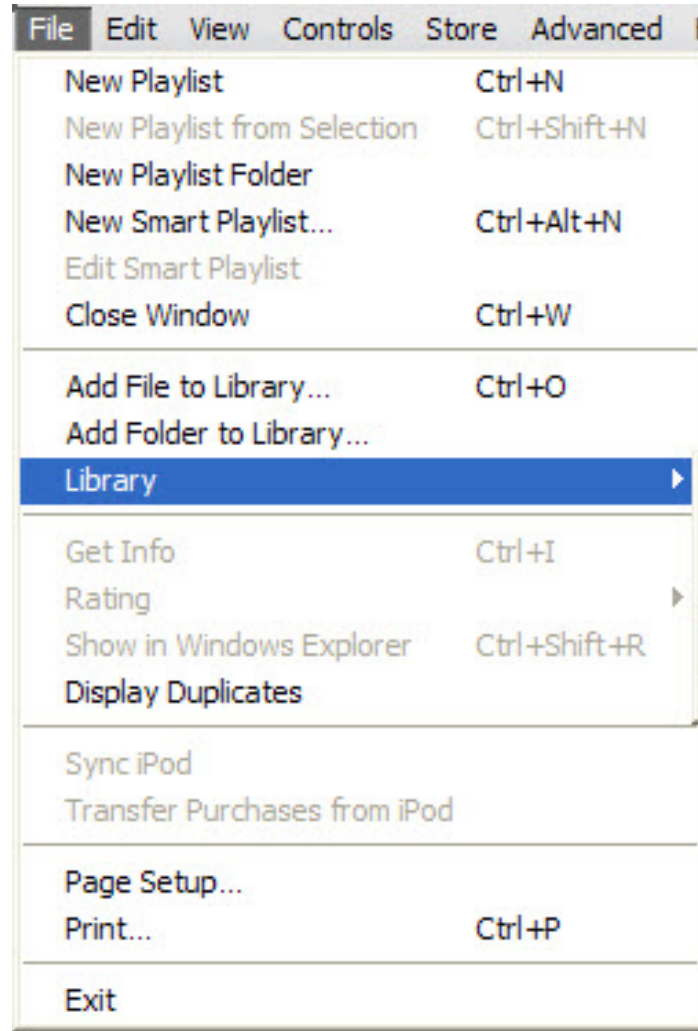 File Edit View Controls Store Advanced
New Playlist Ctrl+N
New Playlist from Selection Ctrl+Shift+N
New Playlist Folder
New Smart Playlist... Ctrl+Alt+N
Edit Smart Playlist
Close Window Ctrl+W
Add File to Library... Ctrl+O
Add Folder to Library...
Library
Get Info Ctrl+I
Rating
Show in Windows Explorer Ctrl+Shift+R
Display Duplicates
Sync iPod
Transfer Purchases from iPod
Page Setup...
Print... Ctrl+P
Exit